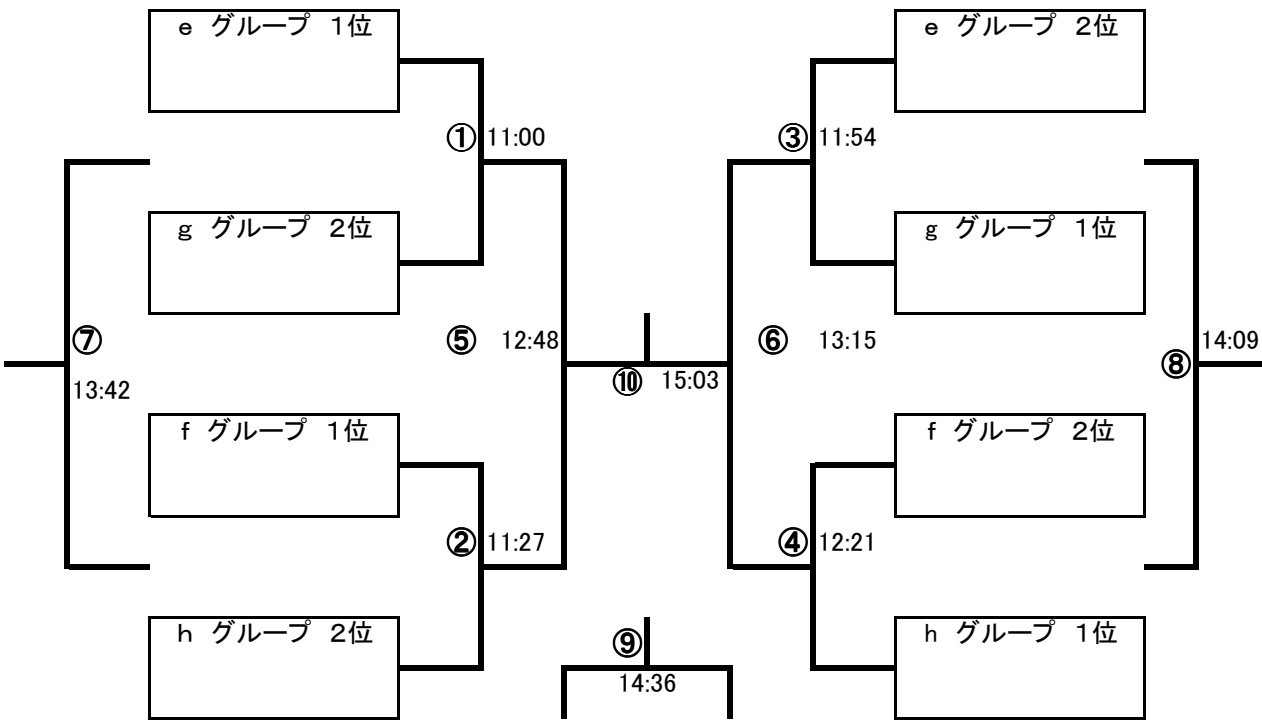 e グループ 1位
e グループ 2位
① 11:00
③ 11:54
g グループ 2位
g グループ 1位
⑦
13:42
⑤ 12:48
⑥ 13:15
14:09
⑧
⑩ 15:03
f グループ 1位
f グループ 2位
② 11:27
④ 12:21
h グループ 2位
h グループ 1位
⑨
14:36